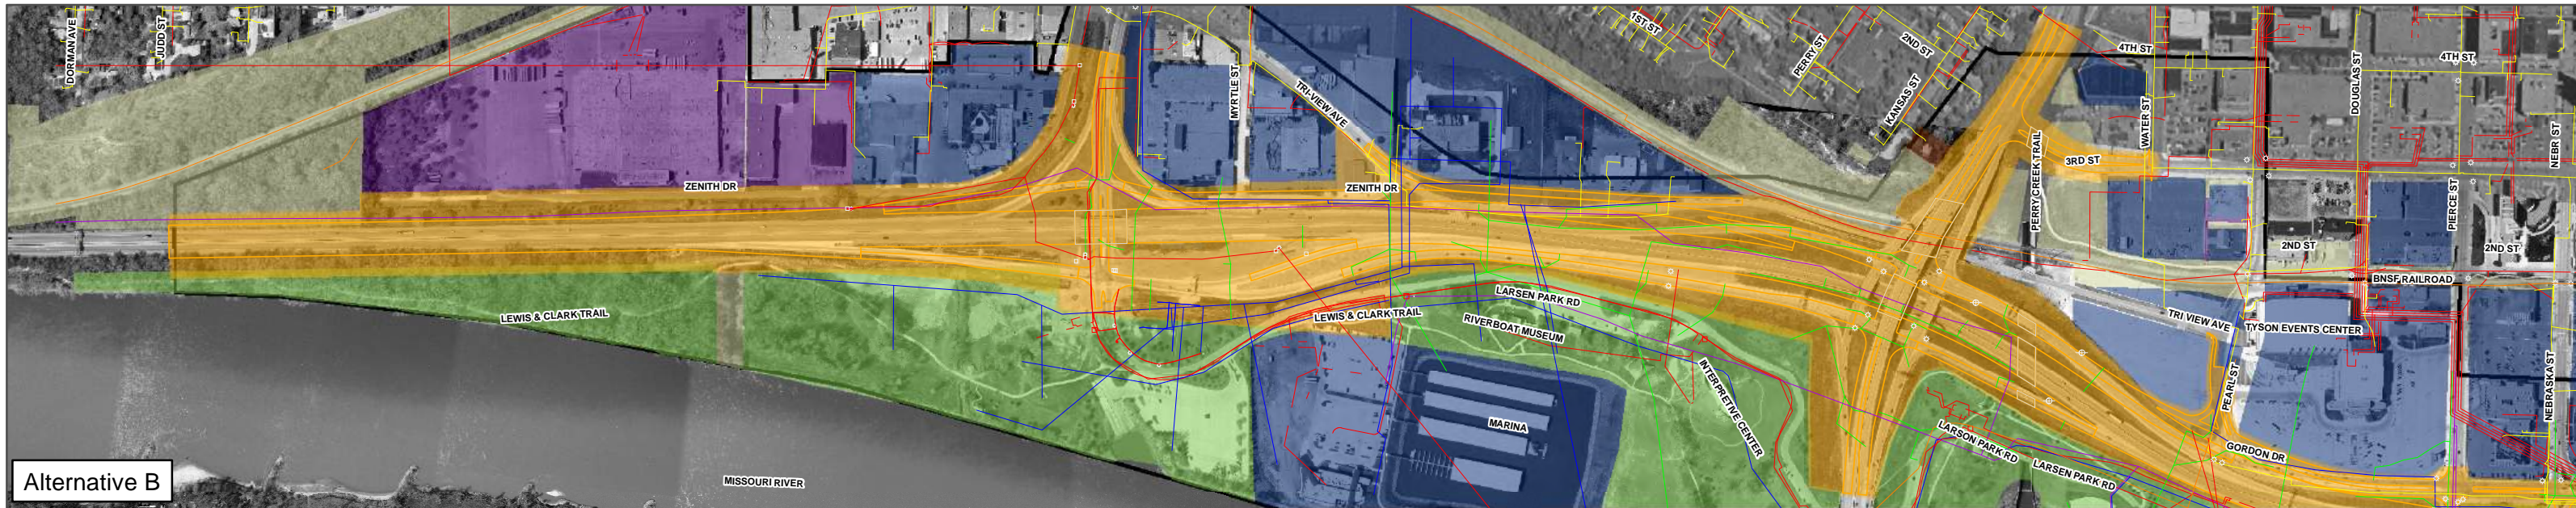 DORMAN AVE
JUDD ST
1ST ST
PERRY ST
2ND ST
KANSAS ST
4TH ST
4TH ST
DOUGLAS ST
MYRTLE ST
TRI-VIEW AVE
WATER ST
NEBR ST
3RD ST
ZENITH DR
ZENITH DR
PERRY CREEK TRAIL
PIERCE ST
2ND ST
2ND ST
BNSF RAILROAD
LARSEN PARK RD
LEWIS & CLARK TRAIL
LEWIS & CLARK TRAIL
RIVERBOAT MUSEUM
TRI VIEW AVE
TYSON EVENTS CENTER
INTERPRETIVE CENTER
PEARL ST
NEBRASKA ST
MARINA
LARSON PARK RD
GORDON DR
LARSEN PARK RD
MISSOURI RIVER
Alternative B